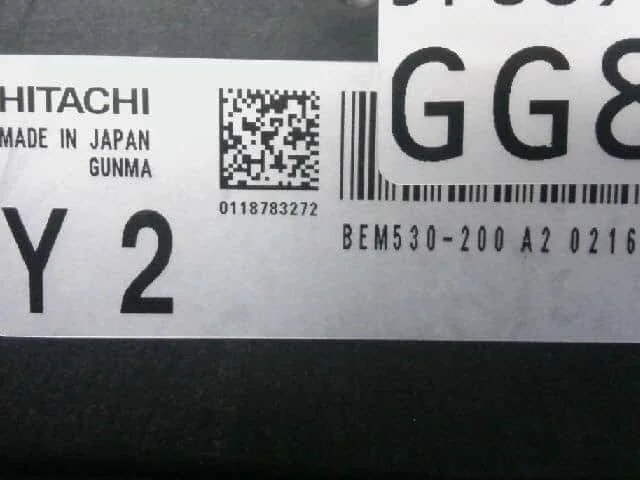 GG8
HITACHI
MADE IN JAPAN
GUNMA
0118783272
BEM530-200 A2 0216
Y 2